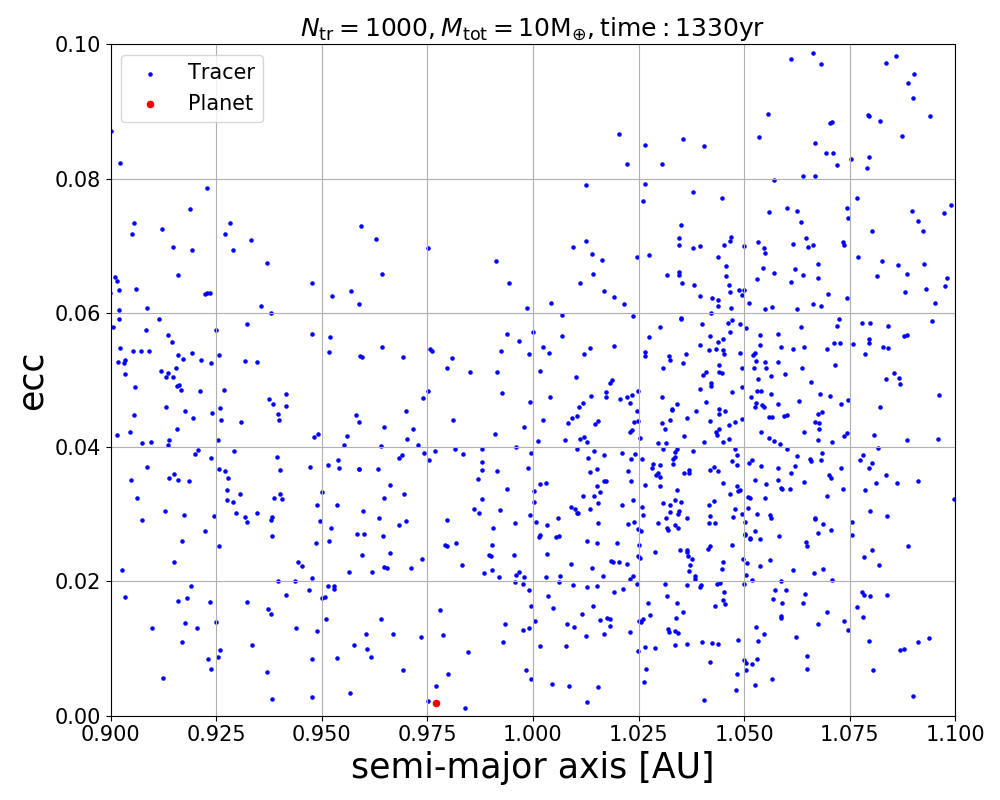 N_tr = 1000, M_tot = 10M_⊕, time : 1330yr
Tracer
Planet
0.10
0.08
0.06
0.04
0.02
0.00
ecc
0.900 0.925 0.950 0.975 1.000 1.025 1.050 1.075 1.100
semi-major axis [AU]